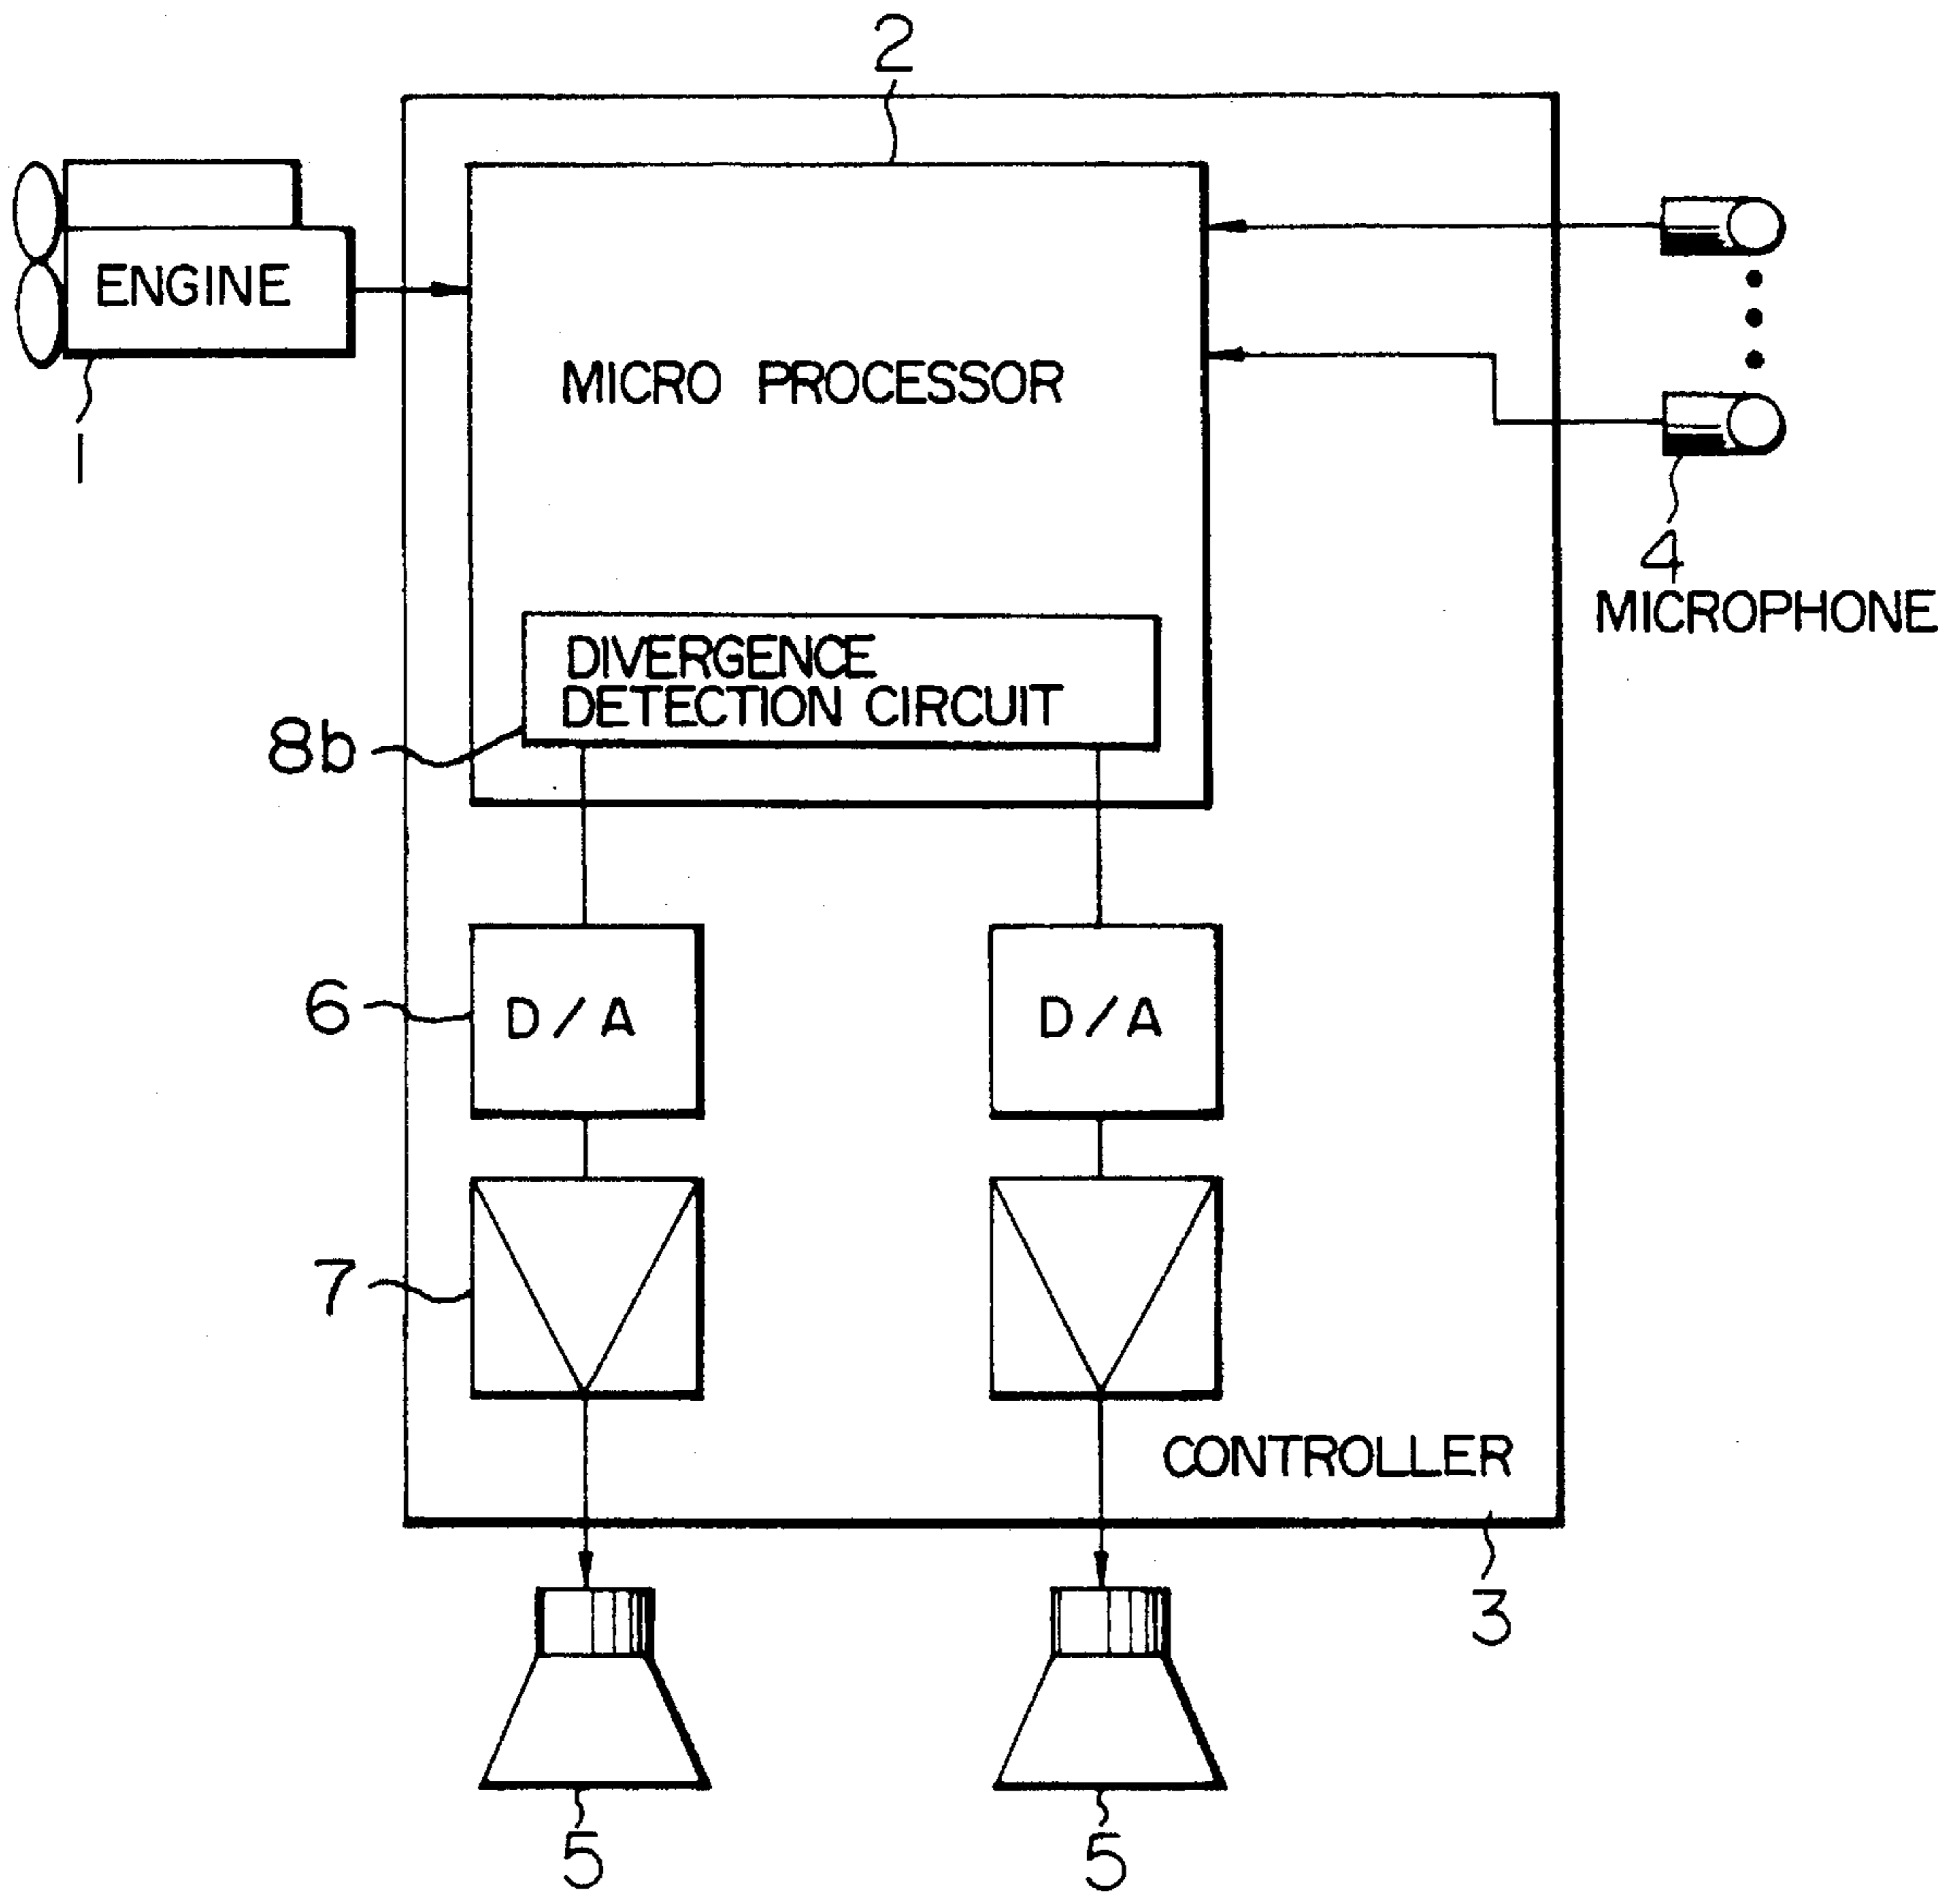 2
ENGINE
1
MICRO PROCESSOR
4
MICROPHONE
DIVERGENCE
DETECTION CIRCUIT
8b
6
D/A
D/A
7
CONTROLLER
3
5
5